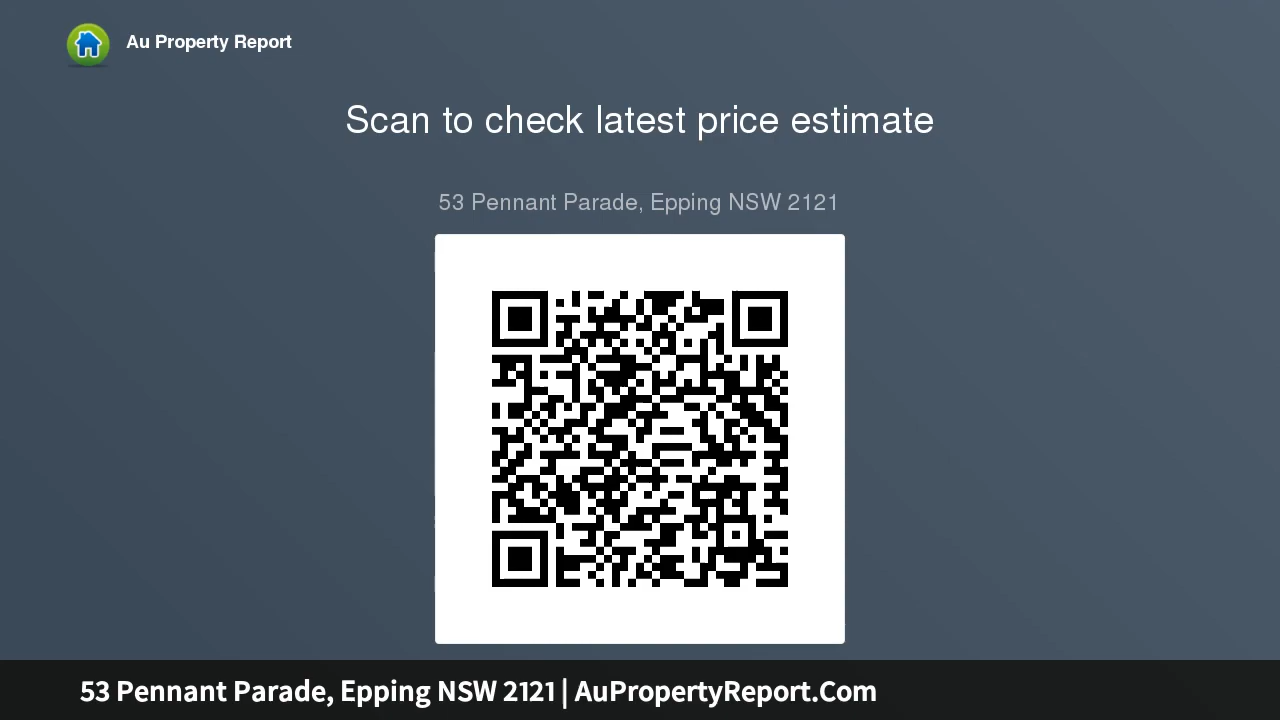 Au Property Report
Scan to check latest price estimate
53 Pennant Parade, Epping NSW 2121
53 Pennant Parade, Epping NSW 2121 | AuPropertyReport.Com